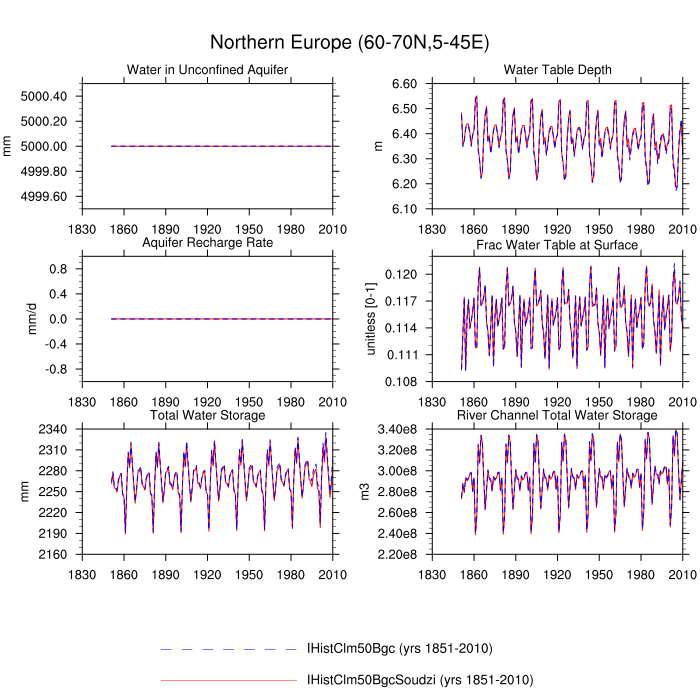 Northern Europe (60-70N,5-45E)
Water in Unconfined Aquifer
Water Table Depth
5000.40
5000.20
5000.00
4999.80
4999.60
mm
1830 1860 1890 1920 1950 1980 2010
6.60
6.50
6.40
6.30
6.20
6.10
m
1830 1860 1890 1920 1950 1980 2010
Aquifer Recharge Rate
Frac Water Table at Surface
0.8
0.4
0.0
-0.4
-0.8
mm/d
1830 1860 1890 1920 1950 1980 2010
0.120
0.117
0.114
0.111
0.108
unitless [0-1]
1830 1860 1890 1920 1950 1980 2010
Total Water Storage
River Channel Total Water Storage
2340
2310
2280
2250
2220
2190
2160
mm
1830 1860 1890 1920 1950 1980 2010
3.40e8
3.20e8
3.00e8
2.80e8
2.60e8
2.40e8
2.20e8
m3
1830 1860 1890 1920 1950 1980 2010
IHistClm50Bgc (yrs 1851-2010)
IHistClm50BgcSoudzi (yrs 1851-2010)